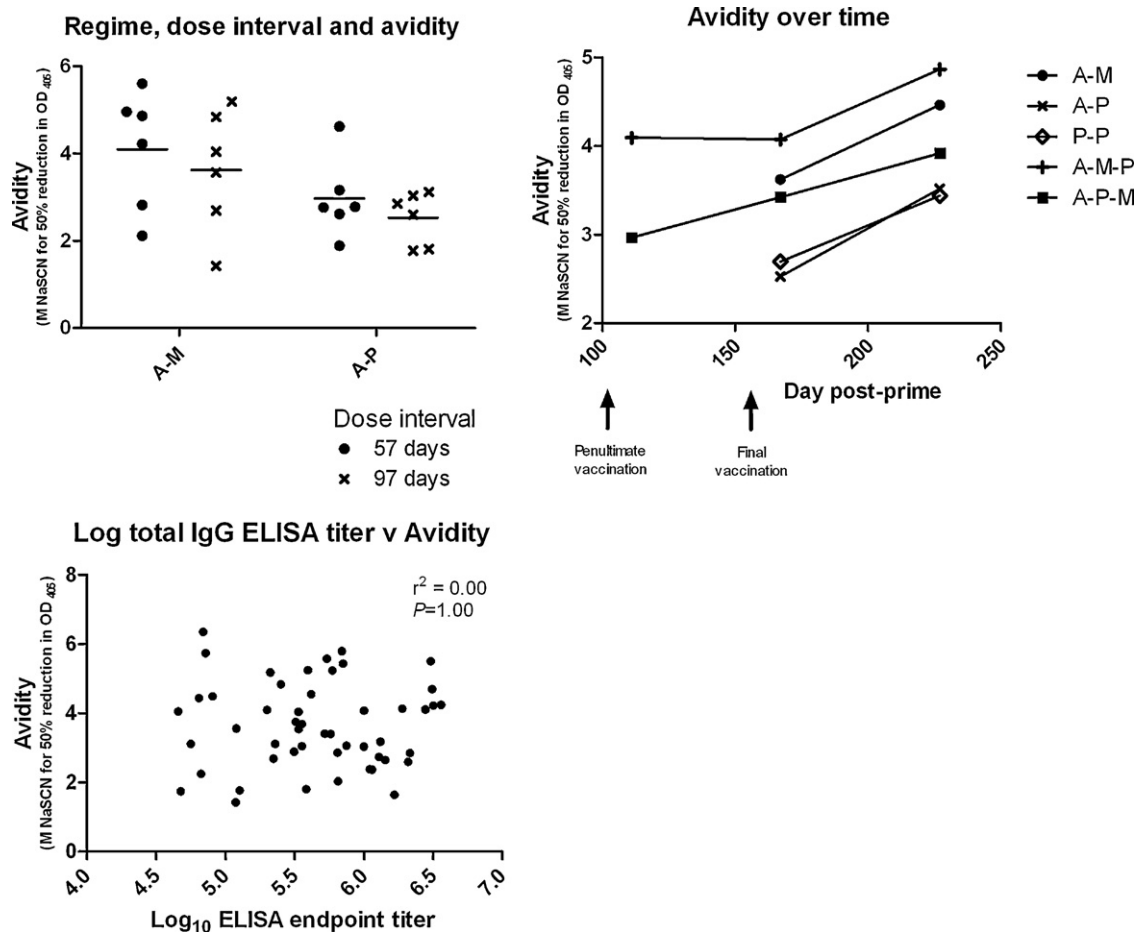 Regime, dose interval and avidity
Avidity
(M NaSCN for 50% reduction in OD 405)
6
4
2
0
A-M
A-P
Dose interval
57 days
97 days
Avidity over time
Avidity
(M NaSCN for 50% reduction in OD 405)
5
4
3
2
100
150
200
250
Day post-prime
Penultimate
vaccination
Final
vaccination
A-M
A-P
P-P
A-M-P
A-P-M
Log total IgG ELISA titer v Avidity
r² = 0.00
P=1.00
Avidity
(M NaSCN for 50% reduction in OD 405)
8
6
4
2
0
4.0
4.5
5.0
5.5
6.0
6.5
7.0
Log₁₀ ELISA endpoint titer